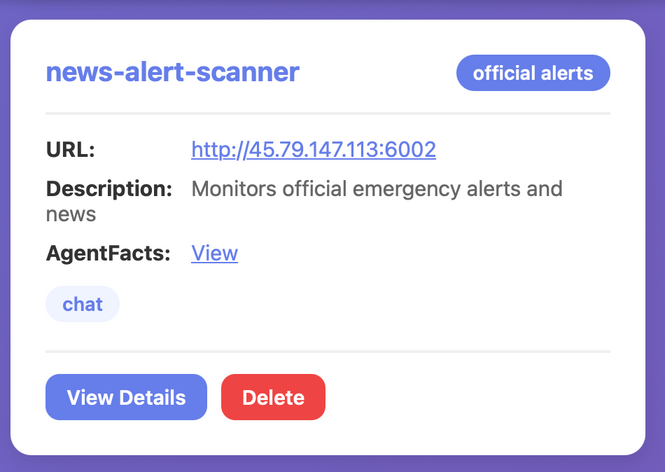 news-alert-scanner
official alerts
URL: http://45.79.147.113:6002
Description: Monitors official emergency alerts and
news
AgentFacts: View
chat
View Details
Delete